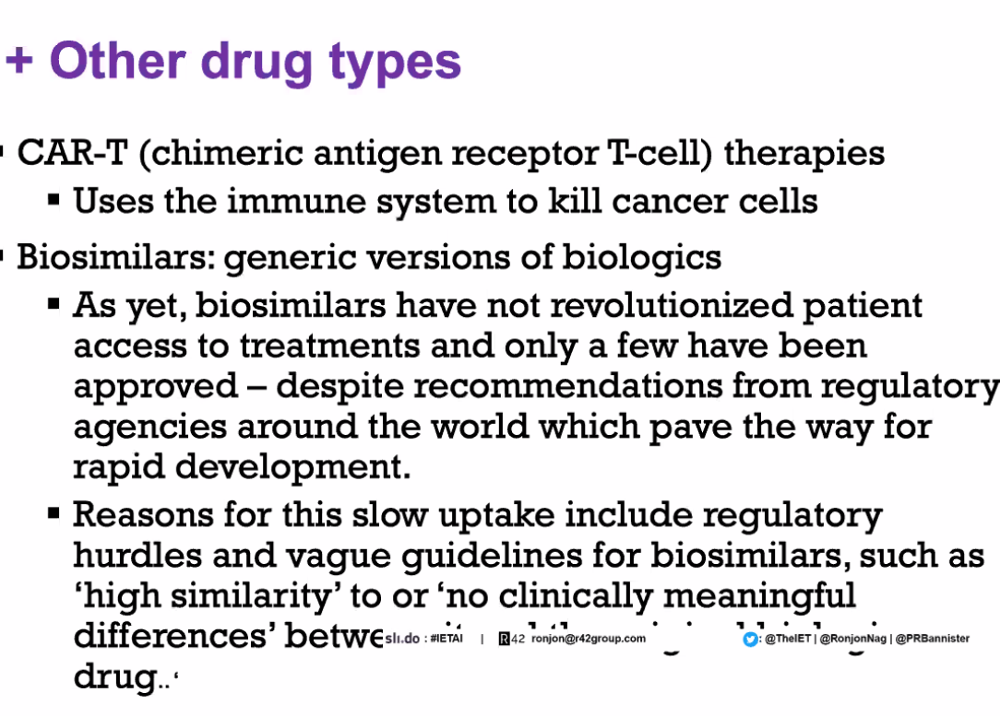 + Other drug types
▪ CAR-T (chimeric antigen receptor T-cell) therapies
▪ Uses the immune system to kill cancer cells
▪ Biosimilars: generic versions of biologics
▪ As yet, biosimilars have not revolutionized patient
access to treatments and only a few have been
approved – despite recommendations from regulatory
agencies around the world which pave the way for
rapid development.
▪ Reasons for this slow uptake include regulatory
hurdles and vague guidelines for biosimilars, such as
‘high similarity’ to or ‘no clinically meaningful
differences’
sli.do : #IETAI | R42 ronjon@r42group.com : @TheIET | @RonjonNag | @PRBannister
drug.. ‘